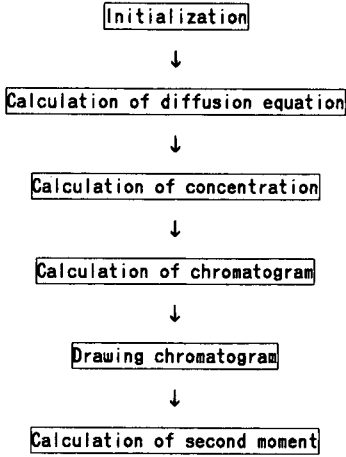 Initialization
↓
Calculation of diffusion equation
↓
Calculation of concentration
↓
Calculation of chromatogram
↓
Drawing chromatogram
↓
Calculation of second moment